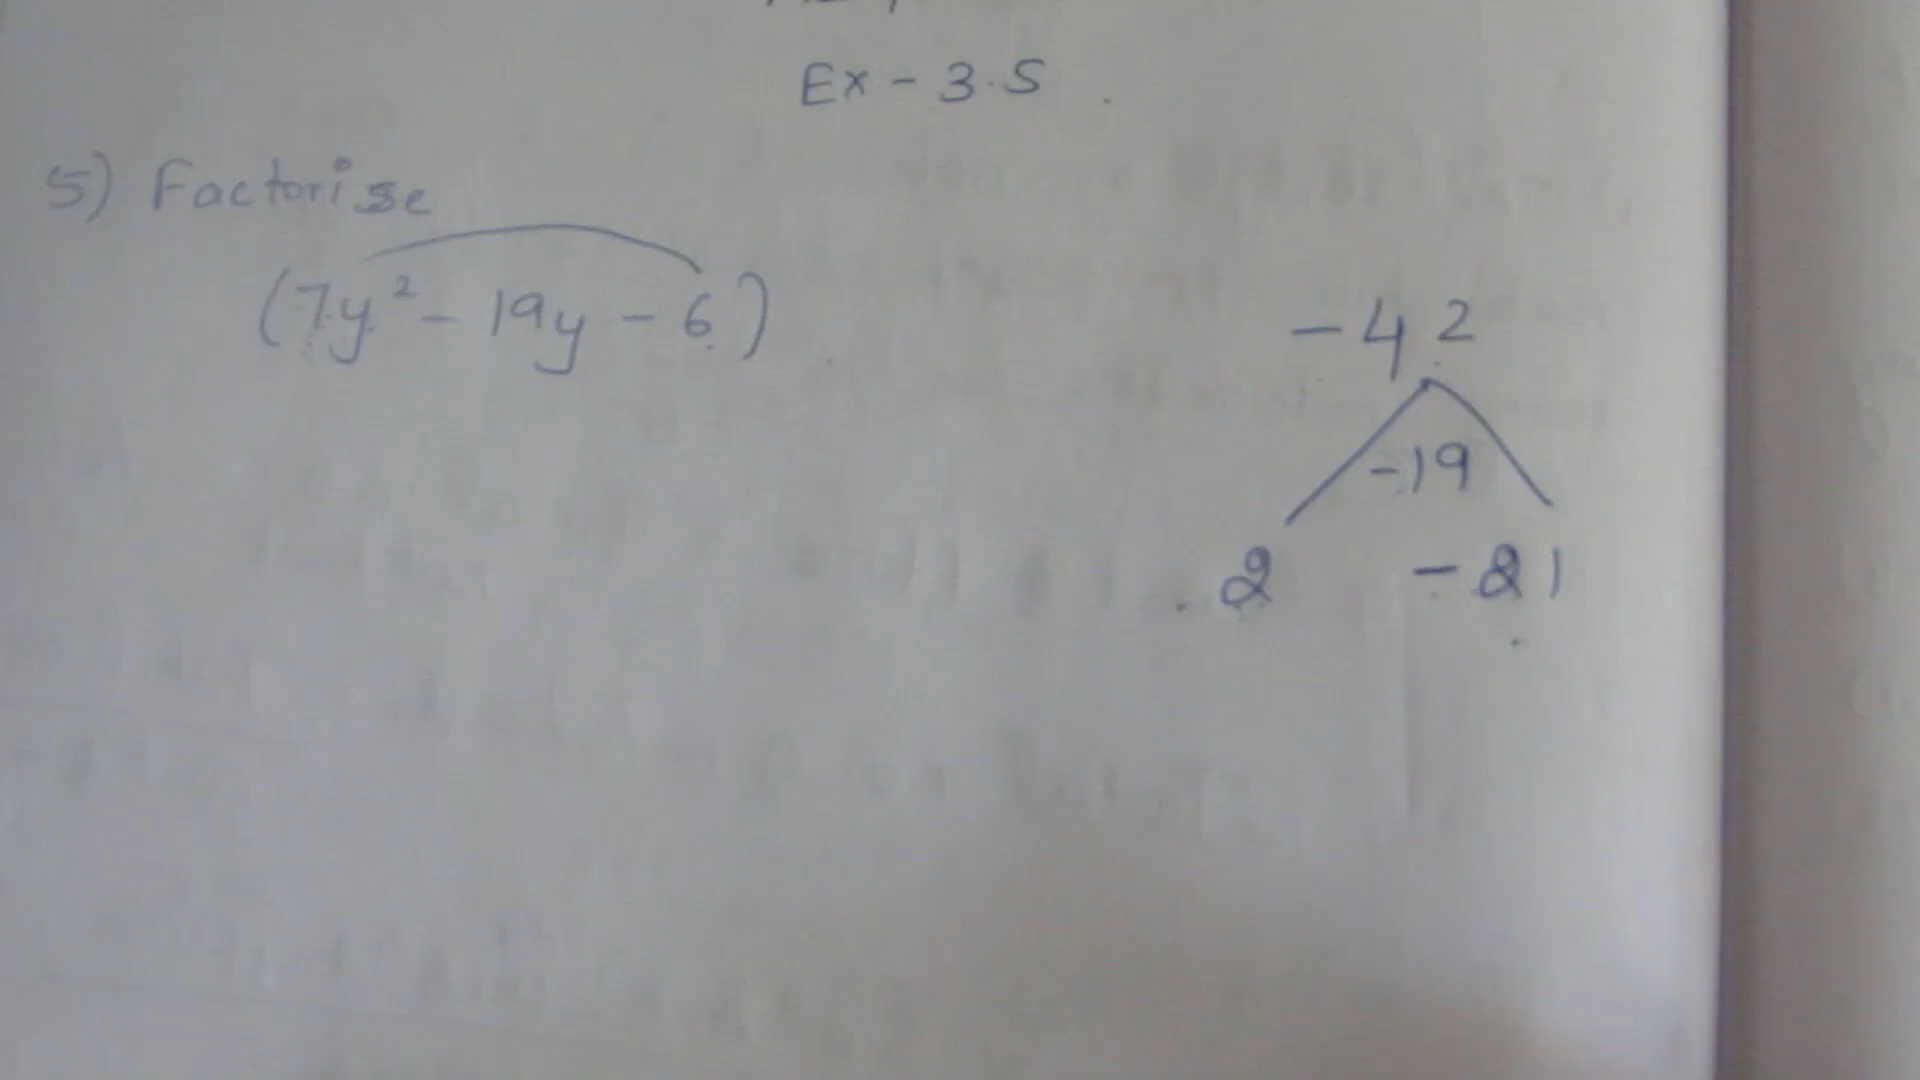 Ex - 3.5
5) Factorise
(7y² - 19y - 6)
-42
-19
2 -21